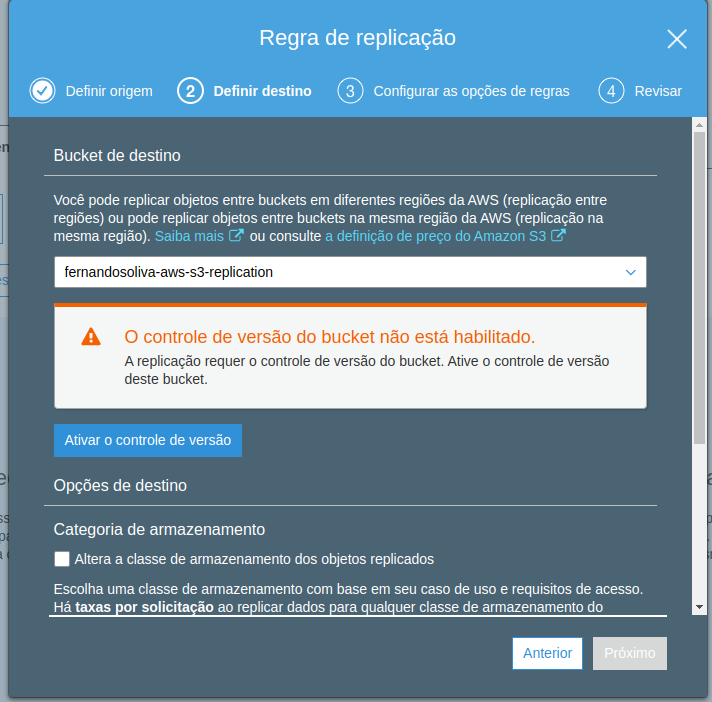 Regra de replicação
Definir origem
2 Definir destino
3 Configurar as opções de regras
4 Revisar
Bucket de destino
Você pode replicar objetos entre buckets em diferentes regiões da AWS (replicação entre
regiões) ou pode replicar objetos entre buckets na mesma região da AWS (replicação na
mesma região). Saiba mais ou consulte a definição de preço do Amazon S3
fernandosoliva-aws-s3-replication
O controle de versão do bucket não está habilitado.
A replicação requer o controle de versão do bucket. Ative o controle de versão
deste bucket.
Ativar o controle de versão
Opções de destino
Categoria de armazenamento
Altera a classe de armazenamento dos objetos replicados
Escolha uma classe de armazenamento com base em seu caso de uso e requisitos de acesso.
Há taxas por solicitação ao replicar dados para qualquer classe de armazenamento do
Anterior
Próximo